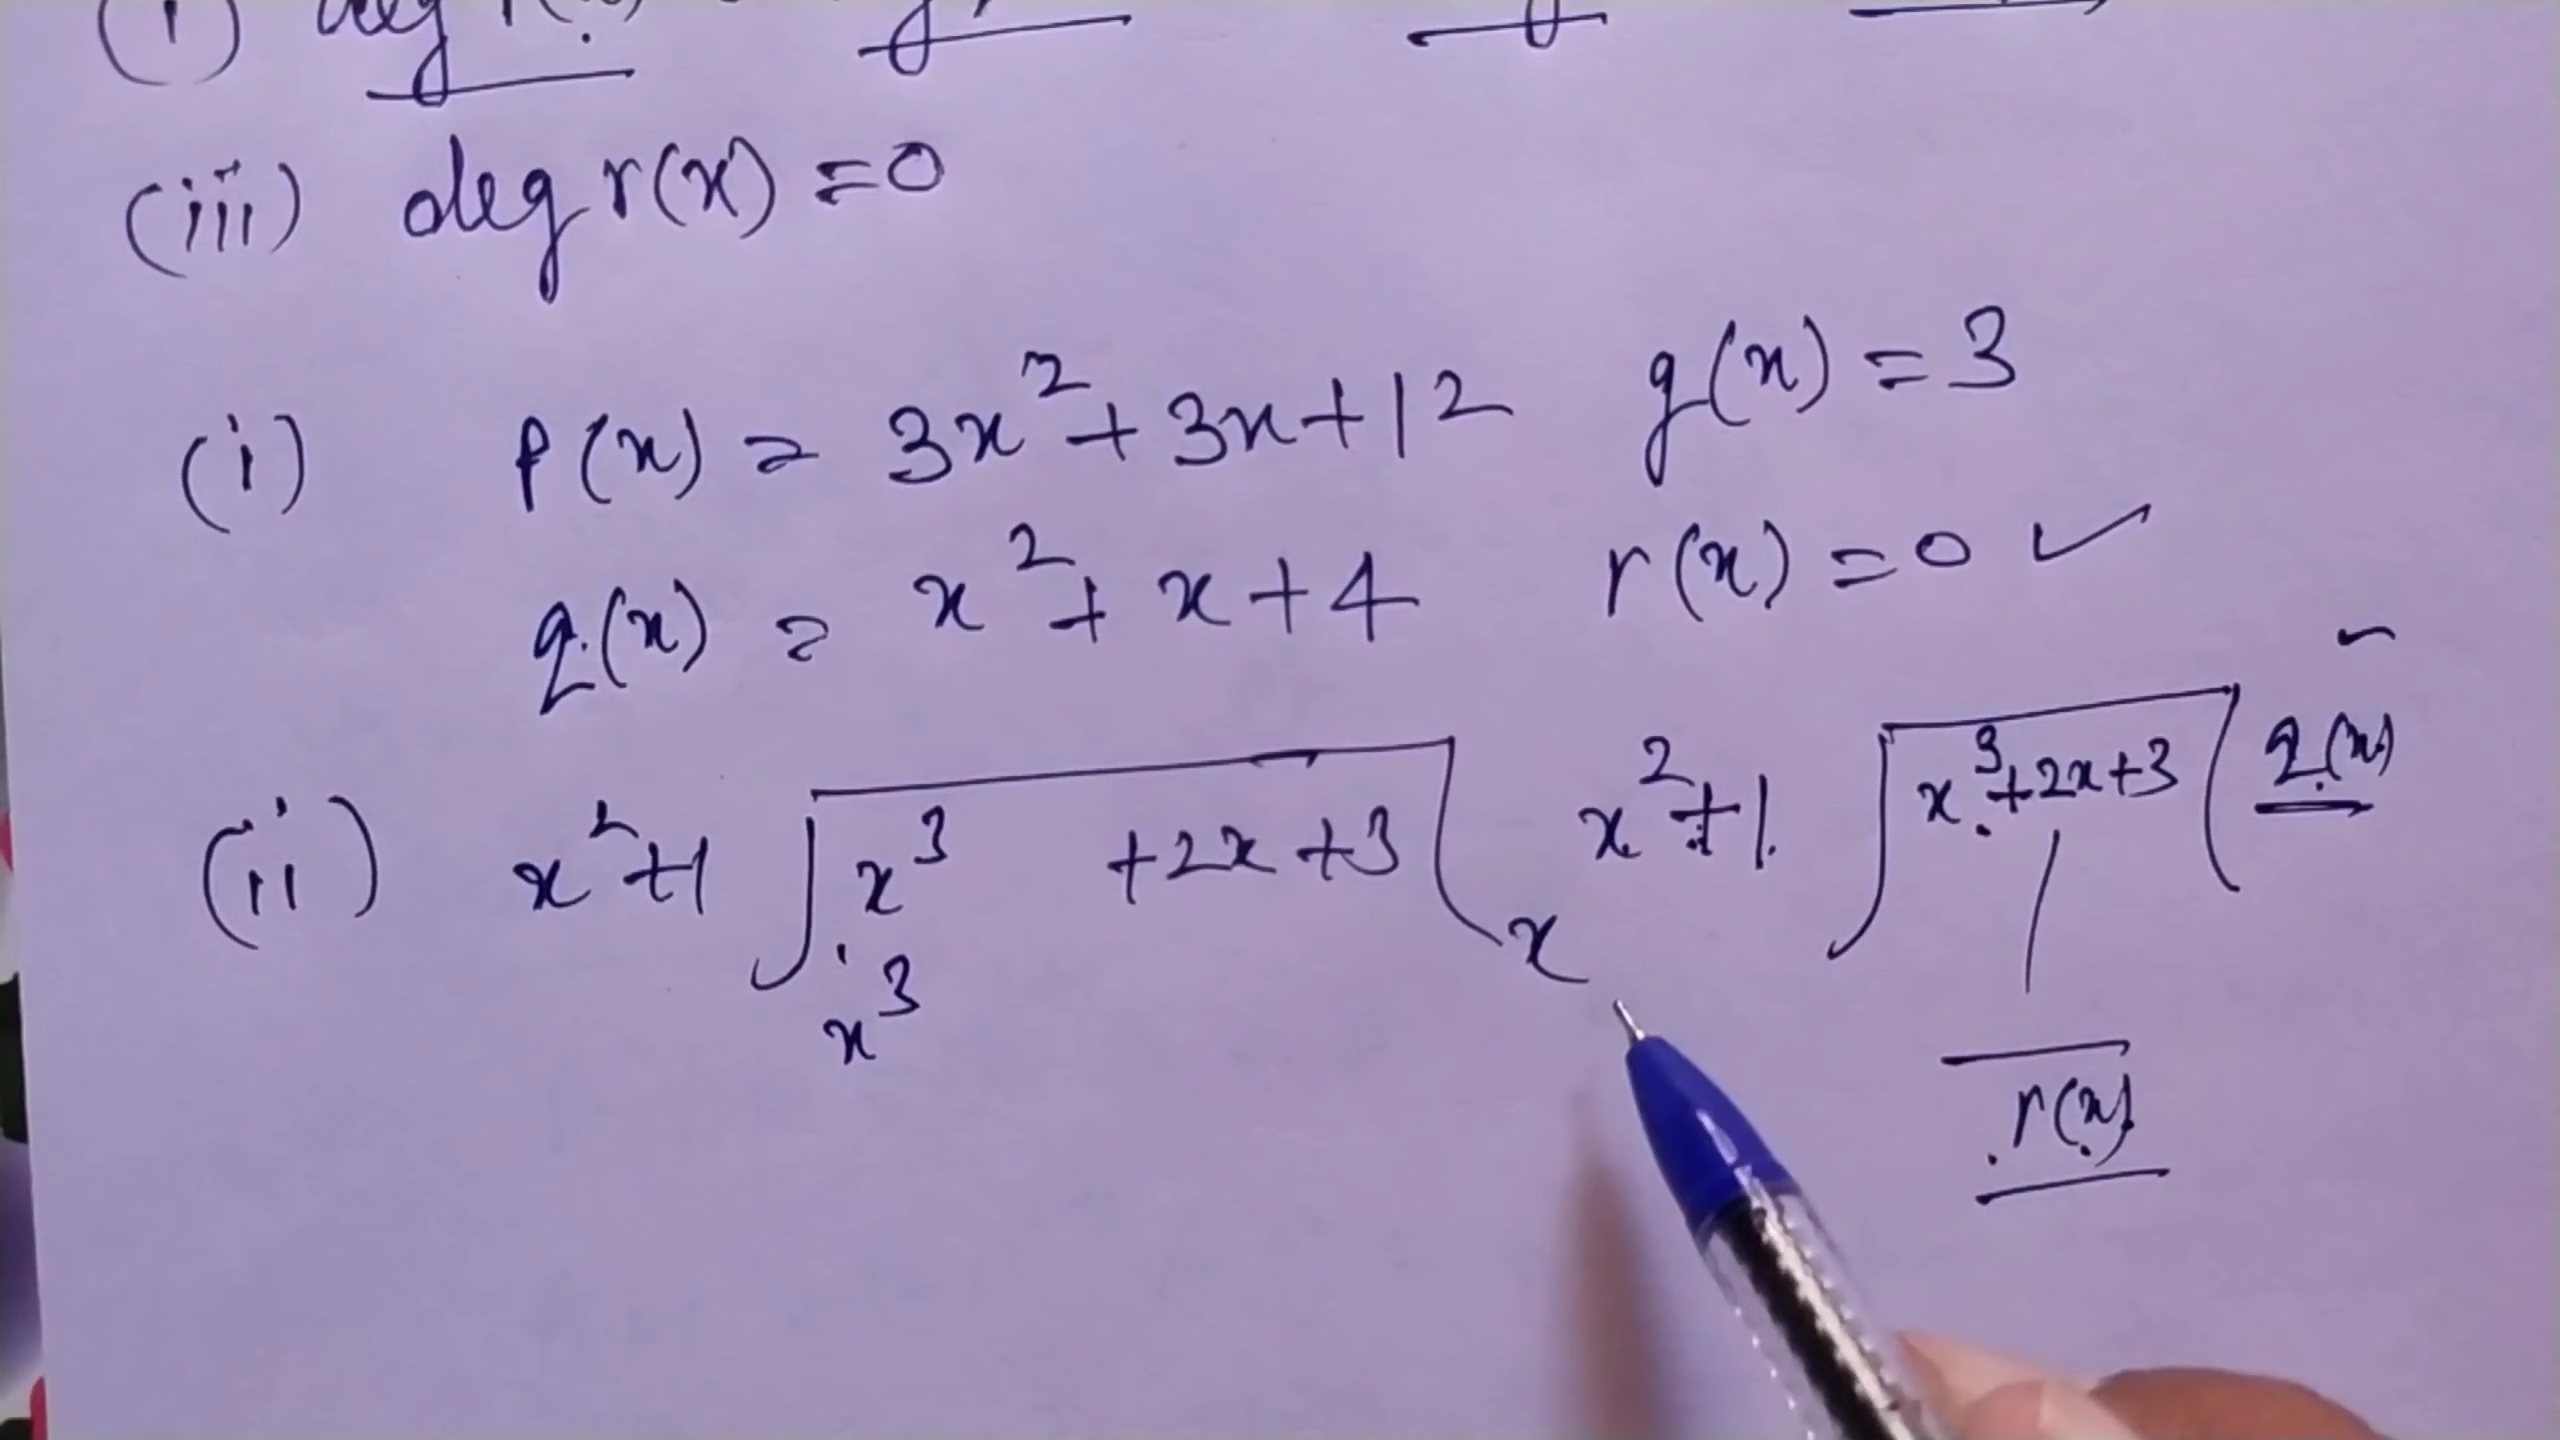 (i) deg
(iii) deg r(x) = 0
(i) p(x) = 3x² + 3x + 12 g(x) = 3
q(x) = x² + x + 4 r(x) = 0 ✓
(ii) x²+1 x³ +2x+3 x x²+1 x³+2x+3 q(x)
x³
r(x)